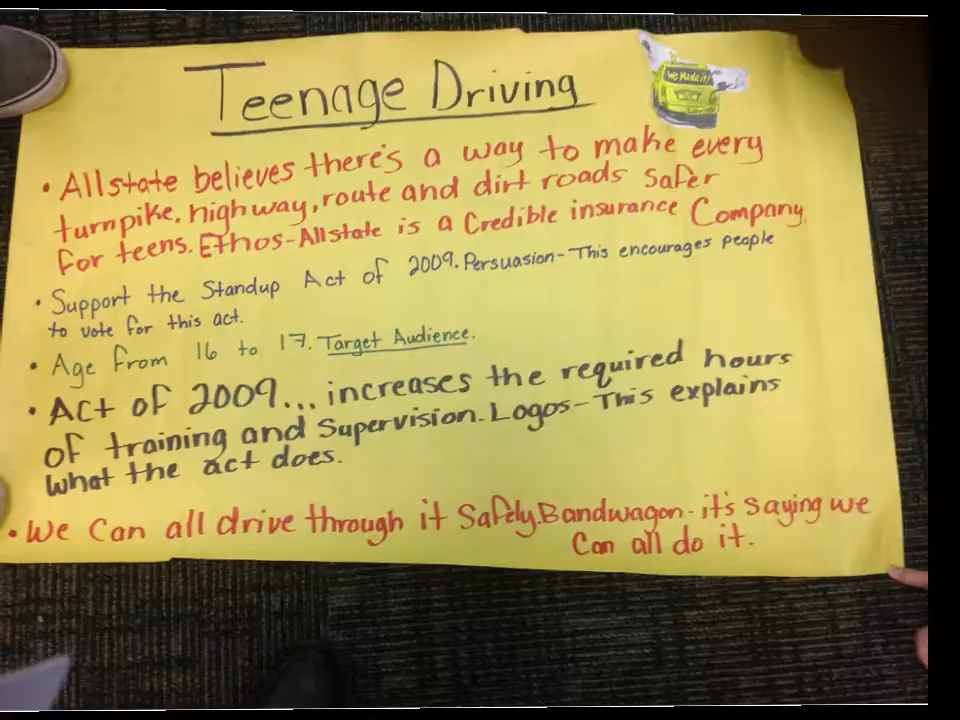 Teenage Driving
We Made it!
• Allstate believes there's a way to make every
turnpike, highway, route and dirt roads safer
for teens. Ethos-Allstate is a Credible insurance Company.
• Support the Standup Act of 2009. Persuasion- This encourages people
to vote for this act.
• Age from 16 to 17. Target Audience.
• Act of 2009... increases the required hours
of training and Supervision. Logos- This explains
what the act does.
• We Can all drive through it Safely. Bandwagon- it's saying we
Can all do it.